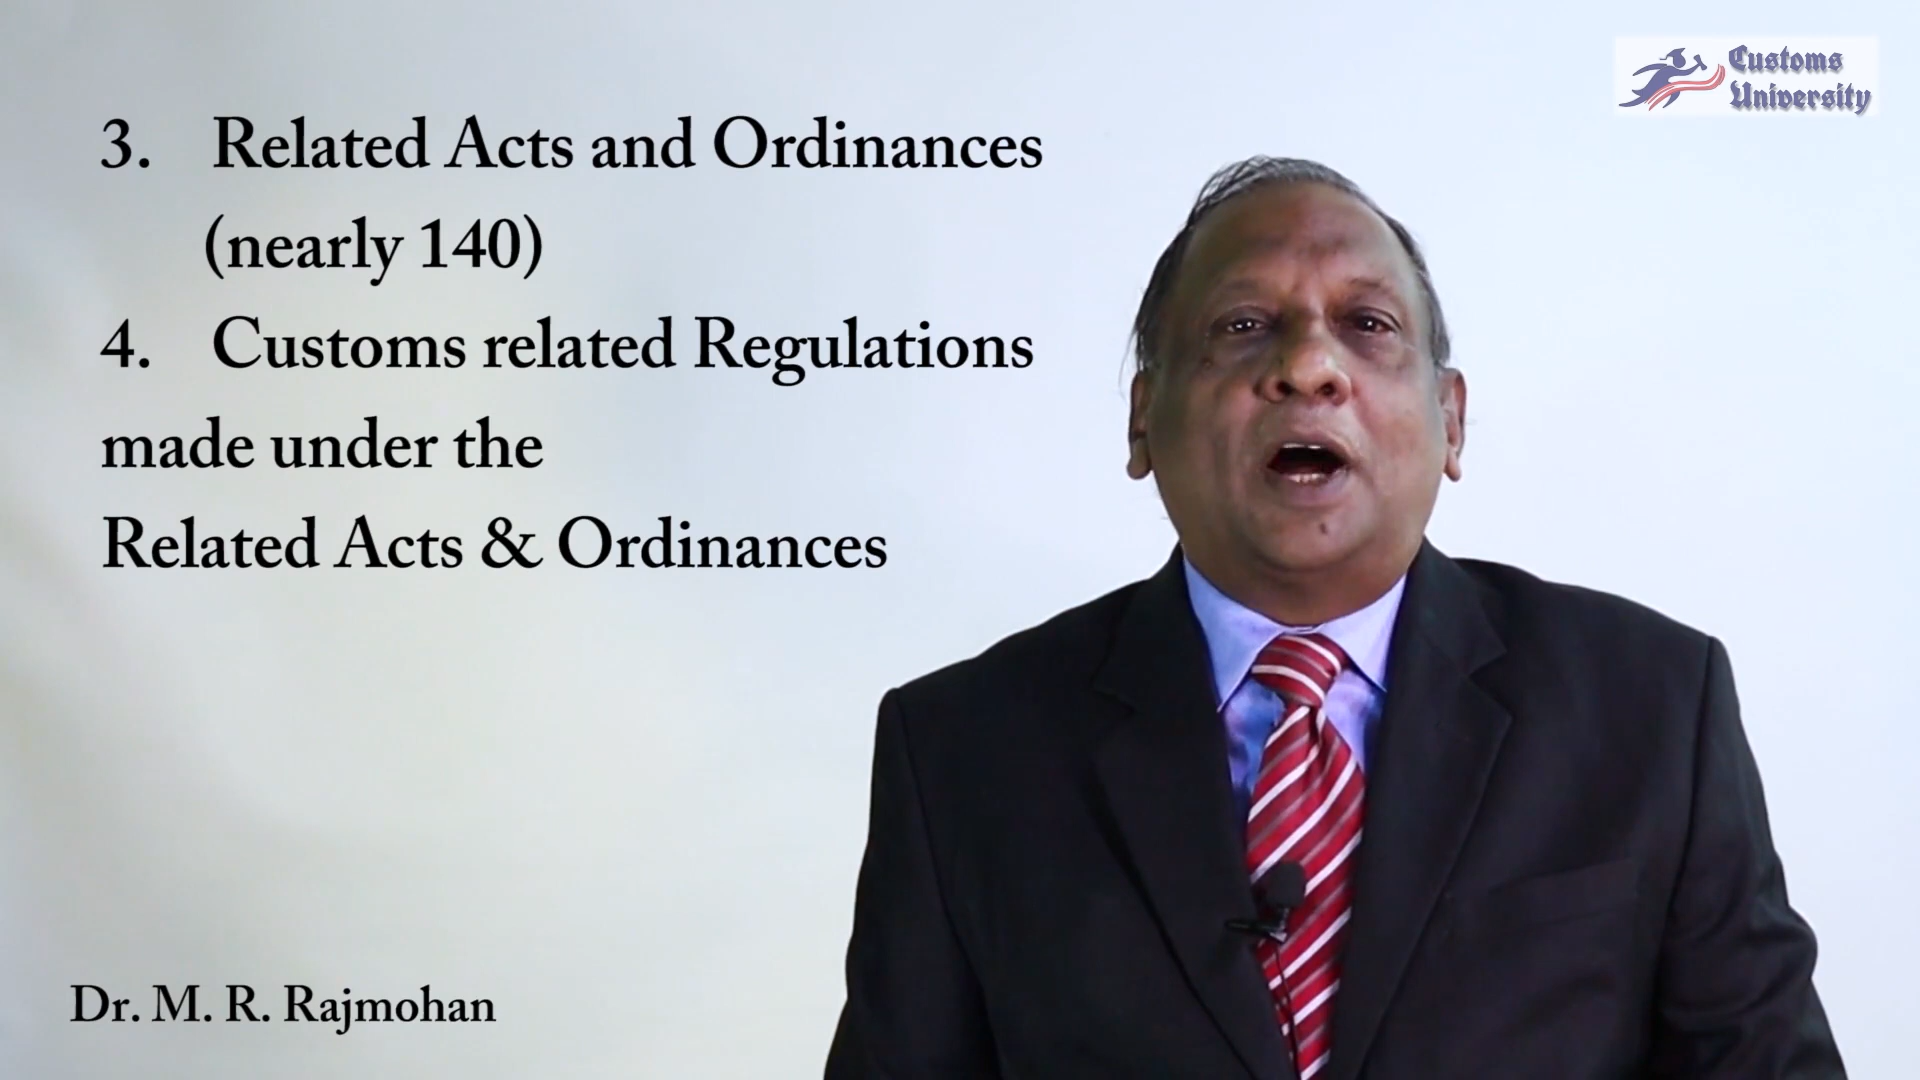 Customs
University
3. Related Acts and Ordinances
(nearly 140)
4. Customs related Regulations
made under the
Related Acts & Ordinances
Dr. M. R. Rajmohan